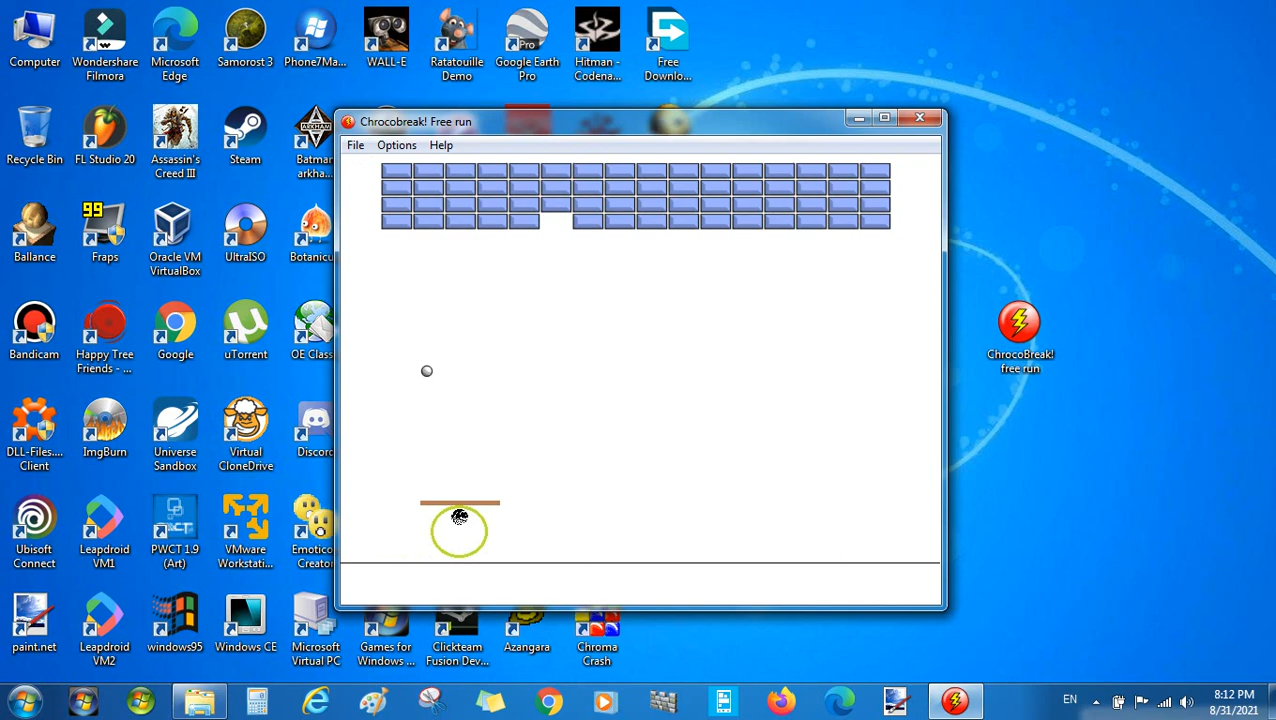 Computer
Wondershare
Filmora
Microsoft
Edge
Samorost 3
Phone7Ma...
WALL-E
Ratatouille
Demo
Pro
Google Earth
Pro
Hitman -
Codena...
Free
Downlo...
Recycle Bin
FL Studio 20
Assassin's
Creed III
Steam
ARKHAM
Batman
arkha...
Chrocobreak! Free run
File Options Help
Ballance
99
Fraps
Oracle VM
VirtualBox
UltraISO
Botanicu
Bandicam
Happy Tree
Friends - ...
Google
uTorrent
OE Class
ChrocoBreak!
free run
DLL-Files....
Client
ImgBurn
Universe
Sandbox
Virtual
CloneDrive
Discord
Ubisoft
Connect
Leapdroid
VM1
PWCT 1.9
(Art)
VMware
Workstati...
Emoticon
Creator
paint.net
Leapdroid
VM2
windows95
Windows CE
Microsoft
Virtual PC
Games for
Windows ...
Clickteam
Fusion Dev...
Azangara
Chroma
Crash
EN
8:12 PM
8/31/2021